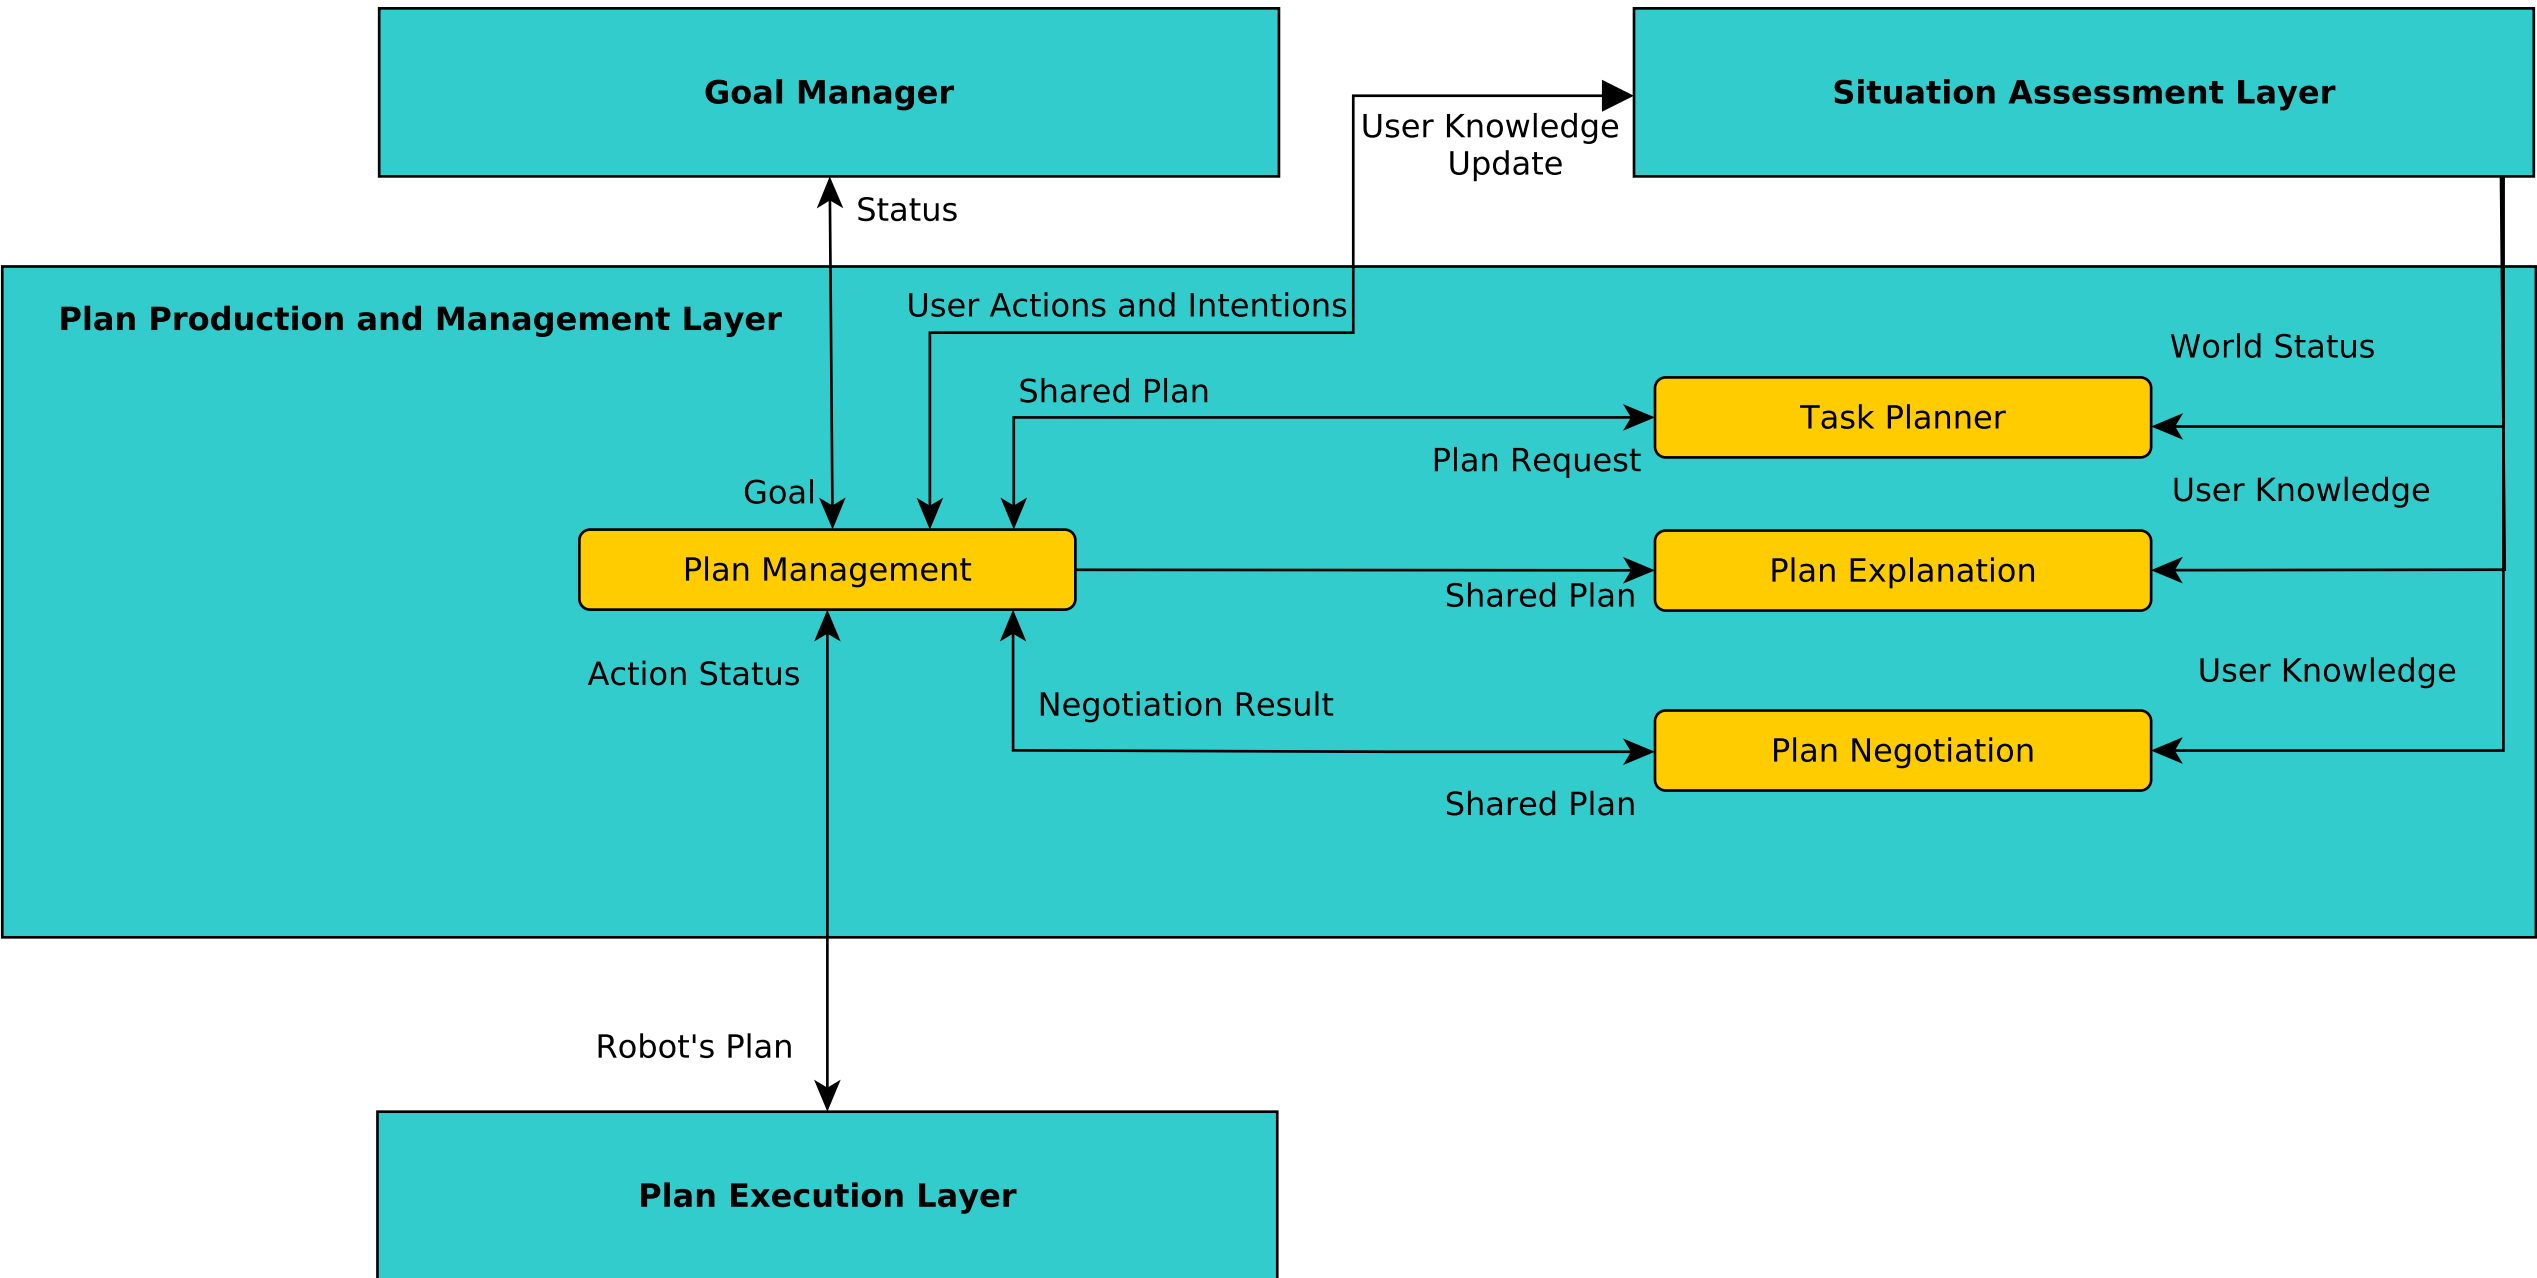 Goal Manager
Situation Assessment Layer
User Knowledge
Update
Status
Plan Production and Management Layer
User Actions and Intentions
World Status
Shared Plan
Task Planner
Plan Request
Goal
User Knowledge
Plan Management
Plan Explanation
Shared Plan
Action Status
User Knowledge
Negotiation Result
Plan Negotiation
Shared Plan
Robot's Plan
Plan Execution Layer